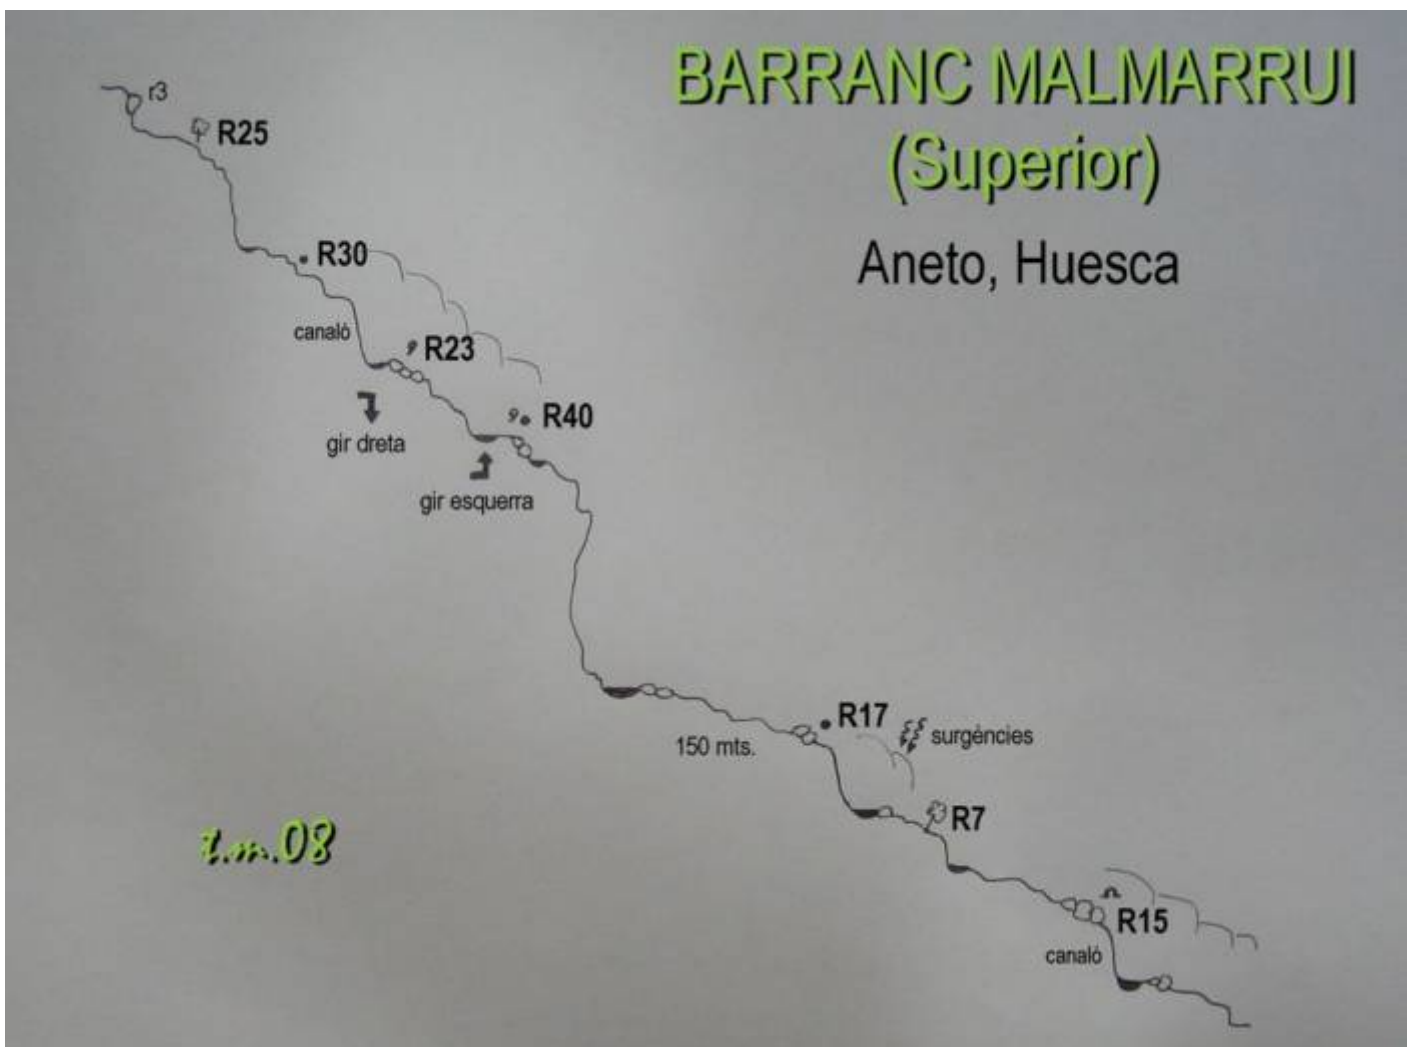 BARRANC MALMARRUI
(Superior)
Aneto, Huesca
r3
R25
R30
canaló
R23
gir dreta
R40
gir esquerra
R17
150 mts.
surgències
R7
z.m.08
R15
canaló